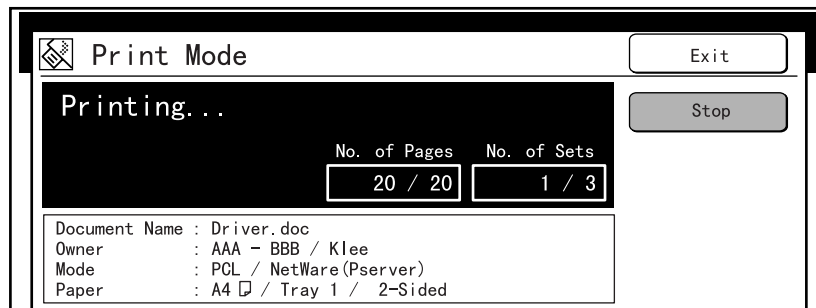 Print Mode
Exit
Printing...
Stop
No. of Pages No. of Sets
20 / 20 1 / 3
Document Name : Driver.doc
Owner : AAA - BBB / Klee
Mode : PCL / NetWare(Pserver)
Paper : A4 / Tray 1 / 2-Sided